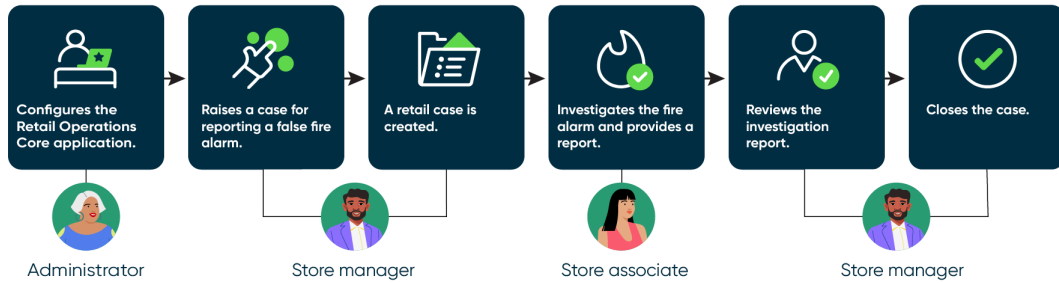 Configures the
Retail Operations
Core application.
Raises a case for
reporting a false fire
alarm.
A retail case is
created.
Investigates the fire
alarm and provides a
report.
Reviews the
investigation
report.
Closes the case.
Administrator
Store manager
Store associate
Store manager